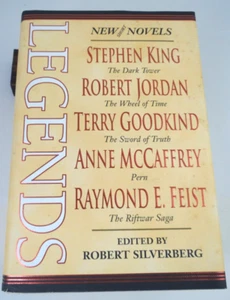 LEGENDS
NEW SHORT NOVELS
STEPHEN KING
The Dark Tower
ROBERT JORDAN
The Wheel of Time
TERRY GOODKIND
The Sword of Truth
ANNE McCAFFREY
Pern
RAYMOND E. FEIST
The Riftwar Saga
EDITED BY
ROBERT SILVERBERG